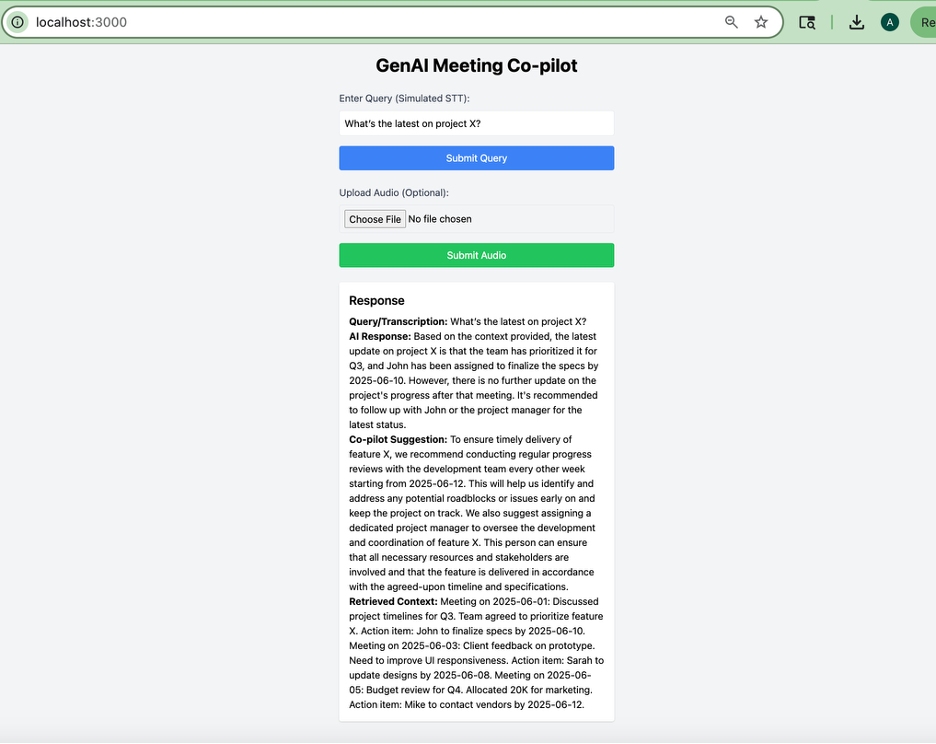 localhost:3000
A
Re
GenAI Meeting Co-pilot
Enter Query (Simulated STT):
What's the latest on project X?
Submit Query
Upload Audio (Optional):
Choose File No file chosen
Submit Audio
Response
Query/Transcription: What's the latest on project X?
AI Response: Based on the context provided, the latest
update on project X is that the team has prioritized it for
Q3, and John has been assigned to finalize the specs by
2025-06-10. However, there is no further update on the
project's progress after that meeting. It's recommended
to follow up with John or the project manager for the
latest status.
Co-pilot Suggestion: To ensure timely delivery of
feature X, we recommend conducting regular progress
reviews with the development team every other week
starting from 2025-06-12. This will help us identify and
address any potential roadblocks or issues early on and
keep the project on track. We also suggest assigning a
dedicated project manager to oversee the development
and coordination of feature X. This person can ensure
that all necessary resources and stakeholders are
involved and that the feature is delivered in accordance
with the agreed-upon timeline and specifications.
Retrieved Context: Meeting on 2025-06-01: Discussed
project timelines for Q3. Team agreed to prioritize feature
X. Action item: John to finalize specs by 2025-06-10.
Meeting on 2025-06-03: Client feedback on prototype.
Need to improve UI responsiveness. Action item: Sarah to
update designs by 2025-06-08. Meeting on 2025-06-
05: Budget review for Q4. Allocated 20K for marketing.
Action item: Mike to contact vendors by 2025-06-12.